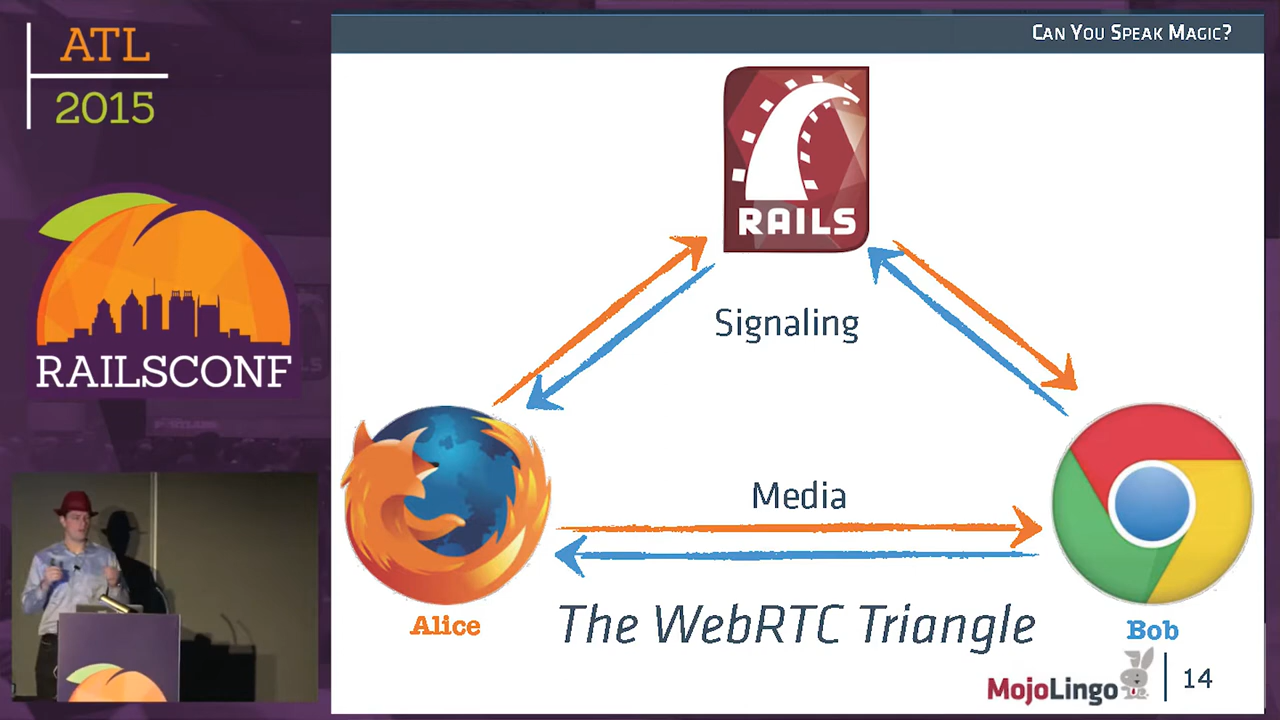 ATL
2015
RAILSCONF
CAN YOU SPEAK MAGIC?
RAILS
Signaling
Media
Alice
The WebRTC Triangle
Bob
MojoLingo
14